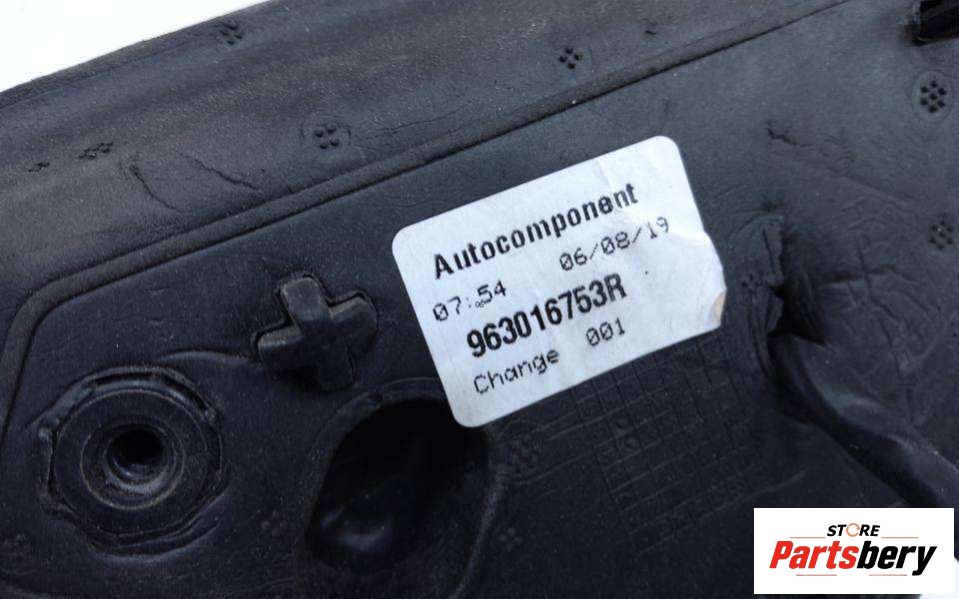 Autocomponent
07:54 06/08/19
963016753R
Change 001
STORE
Partsbery